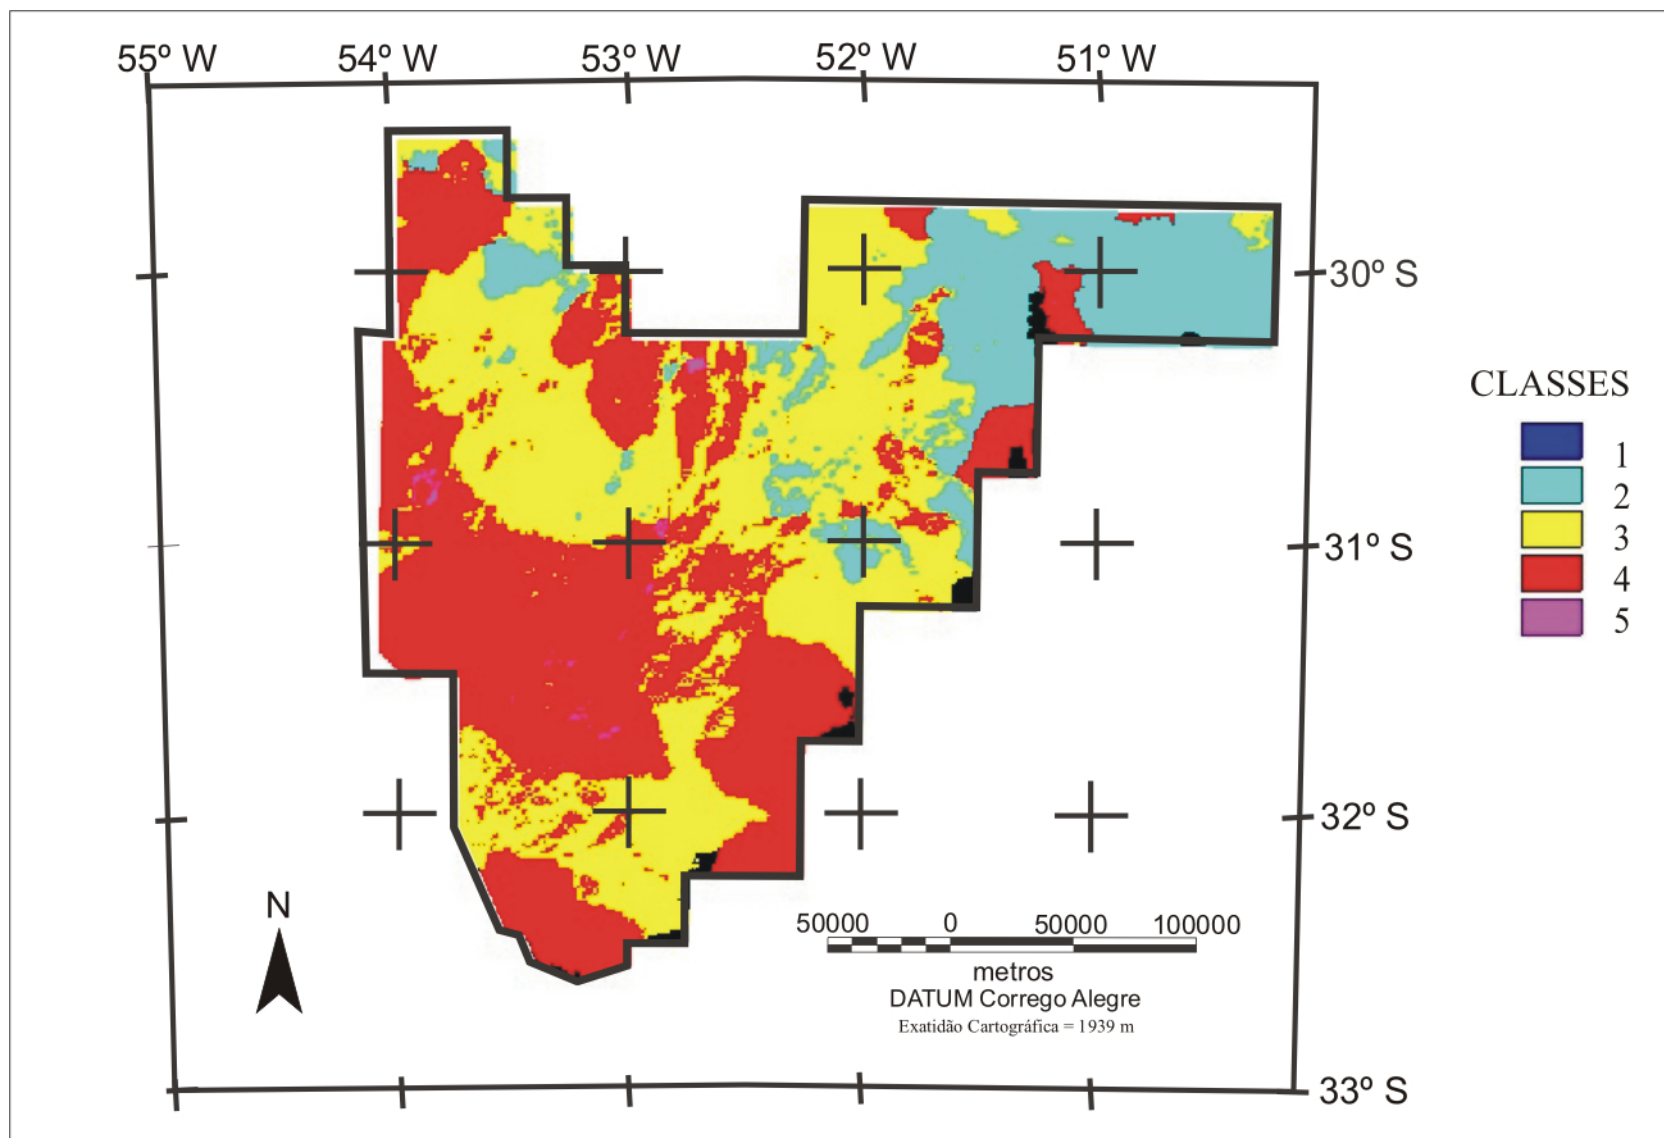 55º W 54º W 53º W 52º W 51º W
30º S
CLASSES
1
2
3
4
5
31º S
32º S
N
50000 0 50000 100000
metros
DATUM Corrego Alegre
Exatidão Cartográfica = 1939 m
33º S